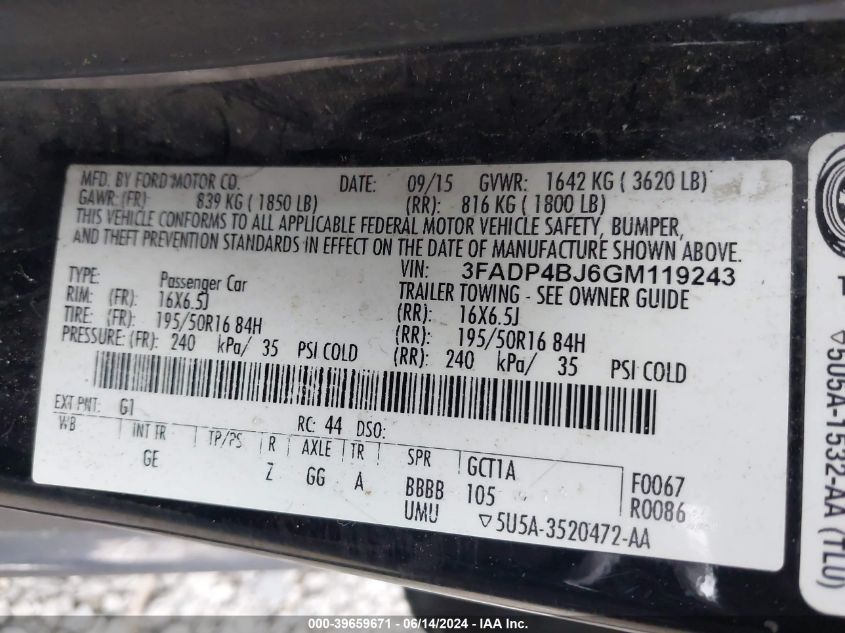 MFD. BY FORD MOTOR CO. DATE: 09/15 GVWR: 1642 KG ( 3620 LB)
GAWR: (FR): 839 KG ( 1850 LB) (RR): 816 KG ( 1800 LB)
THIS VEHICLE CONFORMS TO ALL APPLICABLE FEDERAL MOTOR VEHICLE SAFETY, BUMPER,
AND THEFT PREVENTION STANDARDS IN EFFECT ON THE DATE OF MANUFACTURE SHOWN ABOVE.
VIN: 3FADP4BJ6GM119243
TYPE: Passenger Car TRAILER TOWING - SEE OWNER GUIDE
RIM: (FR): 16X6.5J (RR): 16X6.5J
TIRE: (FR): 195/50R16 84H (RR): 195/50R16 84H
PRESSURE: (FR): 240 kPa/ 35 PSI COLD (RR): 240 kPa/ 35 PSI COLD
EXT PNT: G1 RC: 44 DSO:
WB INT TR TP/PS R AXLE TR SPR GCT1A F0067
GE Z GG A BBBB 105 R0086
UMU ▽5U5A-3520472-AA
▽5U5A-1532-AA (TLU)
000-39659671 - 06/14/2024 - IAA Inc.